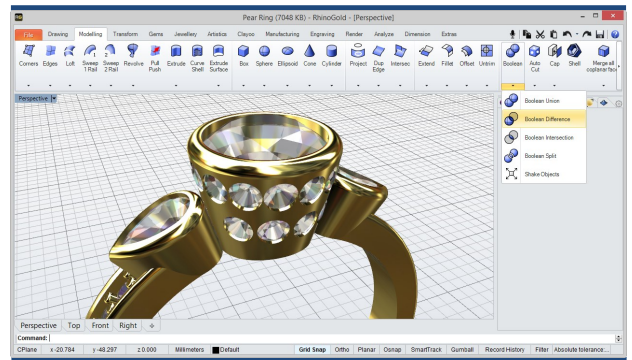 Pear Ring (7048 KB) - RhinoGold - [Perspective]
File Drawing Modelling Transform Gems Jewellery Artistics Clayoo Manufacturing Engraving Render Analyze Dimension Extras
Corners Edges Loft Sweep 1 Rail Sweep 2 Rail Revolve Pull Push Extrude Curve Shell Extrude Surface Box Sphere Ellipsoid Cone Cylinder Project Dup Edge Intersec Extend Fillet Offset Untrim Boolean Auto Cut Cap Shell Merge all coplanar fac
Perspective
Boolean Union
Boolean Difference
Boolean Intersection
Boolean Split
Shake Objects
Perspective Top Front Right
Command:
CPlane x -20.784 y -48.297 z 0.000 Millimeters Default Grid Snap Ortho Planar Osnap SmartTrack Gumball Record History Filter Absolute tolerance:...